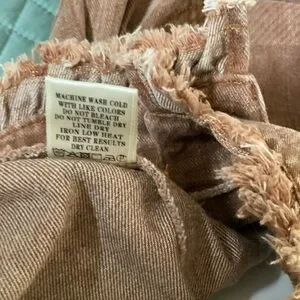 MACHINE WASH COLD
WITH LIKE COLORS
DO NOT BLEACH
DO NOT TUMBLE DRY
LINE DRY
IRON LOW HEAT
FOR BEST RESULTS
DRY CLEAN